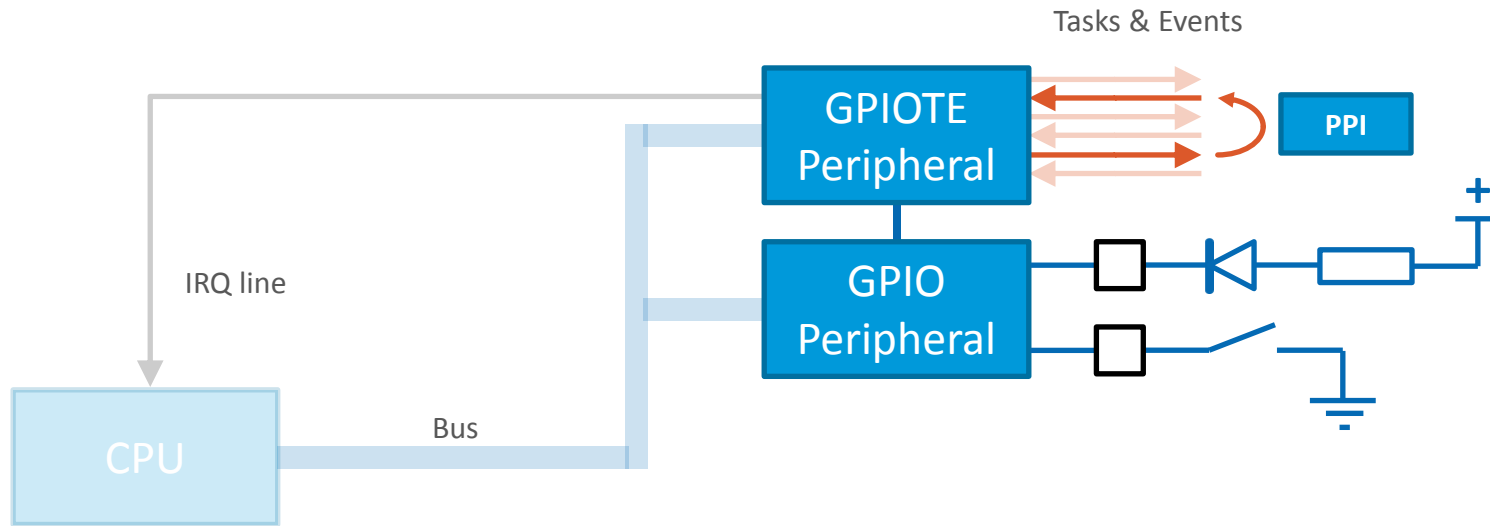 Tasks & Events
GPIOTE
Peripheral
PPI
+
GPIO
Peripheral
IRQ line
Bus
CPU